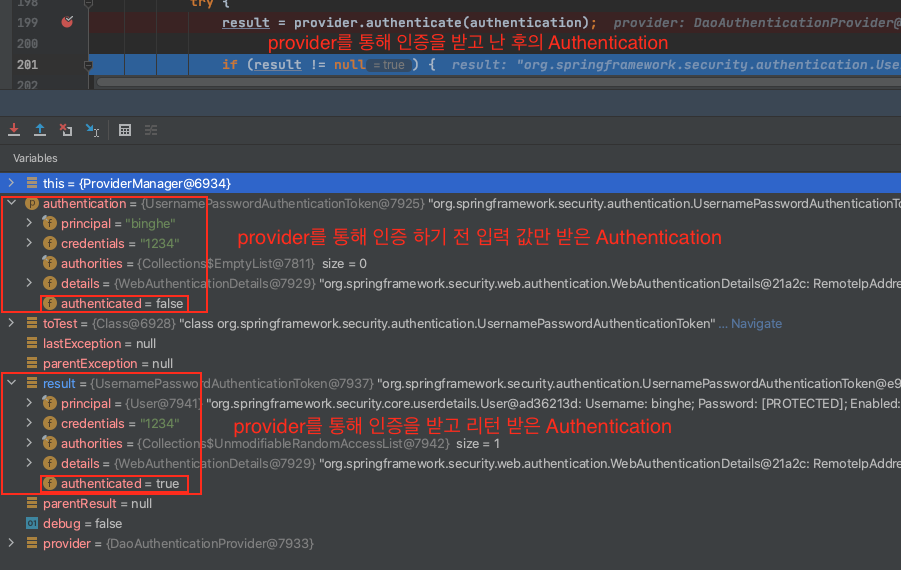 198 try {
199 result = provider.authenticate(authentication); provider: DaoAuthenticationProvider@
200 provider를 통해 인증을 받고 난 후의 Authentication
201 if (result != null = true ) { result: "org.springframework.security.authentication.Use
202
Variables
this = {ProviderManager@6934}
authentication = {UsernamePasswordAuthenticationToken@7925} "org.springframework.security.authentication.UsernamePasswordAuthenticationTo
principal = "binghe"
provider를 통해 인증 하기 전 입력 값만 받은 Authentication
credentials = "1234"
authorities = {Collections$EmptyList@7811} size = 0
details = {WebAuthenticationDetails@7929} "org.springframework.security.web.authentication.WebAuthenticationDetails@21a2c: RemoteIpAddre
authenticated = false
toTest = {Class@6928} "class org.springframework.security.authentication.UsernamePasswordAuthenticationToken" ... Navigate
lastException = null
parentException = null
result = {UsernamePasswordAuthenticationToken@7937} "org.springframework.security.authentication.UsernamePasswordAuthenticationToken@e9
principal = {User@7941} "org.springframework.security.core.userdetails.User@ad36213d: Username: binghe; Password: [PROTECTED]; Enabled:
credentials = "1234"
provider를 통해 인증을 받고 리턴 받은 Authentication
authorities = {Collections$UnmodifiableRandomAccessList@7942} size = 1
details = {WebAuthenticationDetails@7929} "org.springframework.security.web.authentication.WebAuthenticationDetails@21a2c: RemoteIpAddre
authenticated = true
parentResult = null
debug = false
provider = {DaoAuthenticationProvider@7933}